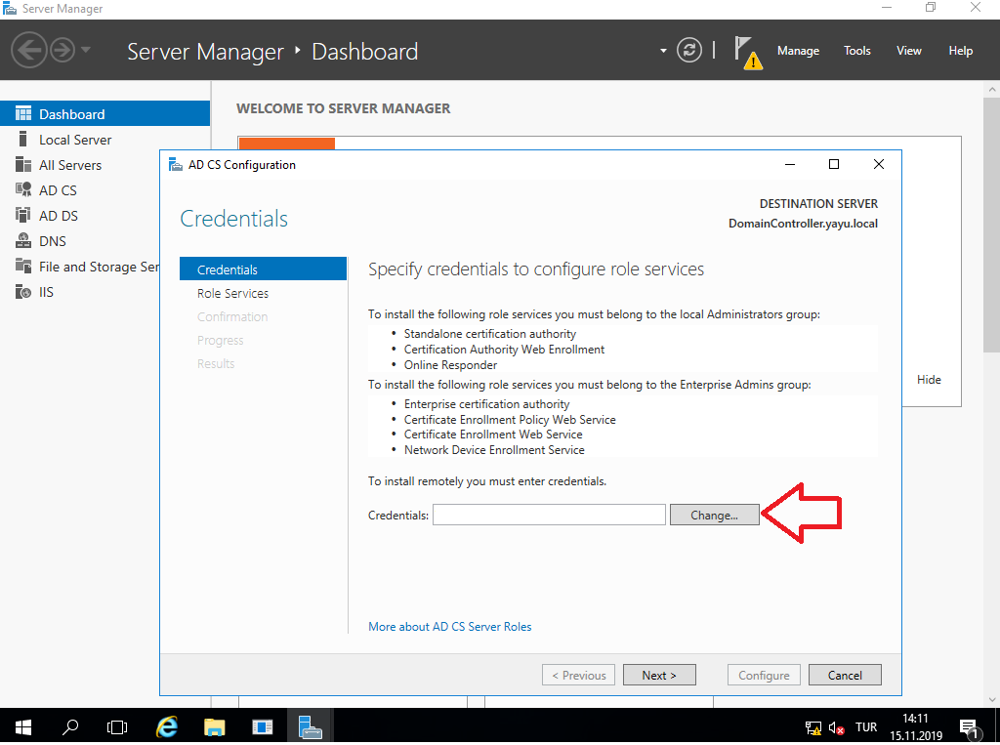 Server Manager
Server Manager ‣ Dashboard
Manage
Tools
View
Help
Dashboard
Local Server
All Servers
AD CS
AD DS
DNS
File and Storage Ser
IIS
WELCOME TO SERVER MANAGER
Hide
AD CS Configuration
Credentials
DESTINATION SERVER
DomainController.yayu.local
Credentials
Role Services
Confirmation
Progress
Results
Specify credentials to configure role services
To install the following role services you must belong to the local Administrators group:
• Standalone certification authority
• Certification Authority Web Enrollment
• Online Responder
To install the following role services you must belong to the Enterprise Admins group:
• Enterprise certification authority
• Certificate Enrollment Policy Web Service
• Certificate Enrollment Web Service
• Network Device Enrollment Service
To install remotely you must enter credentials.
Credentials:
Change...
More about AD CS Server Roles
< Previous
Next >
Configure
Cancel
TUR
14:11
15.11.2019
1